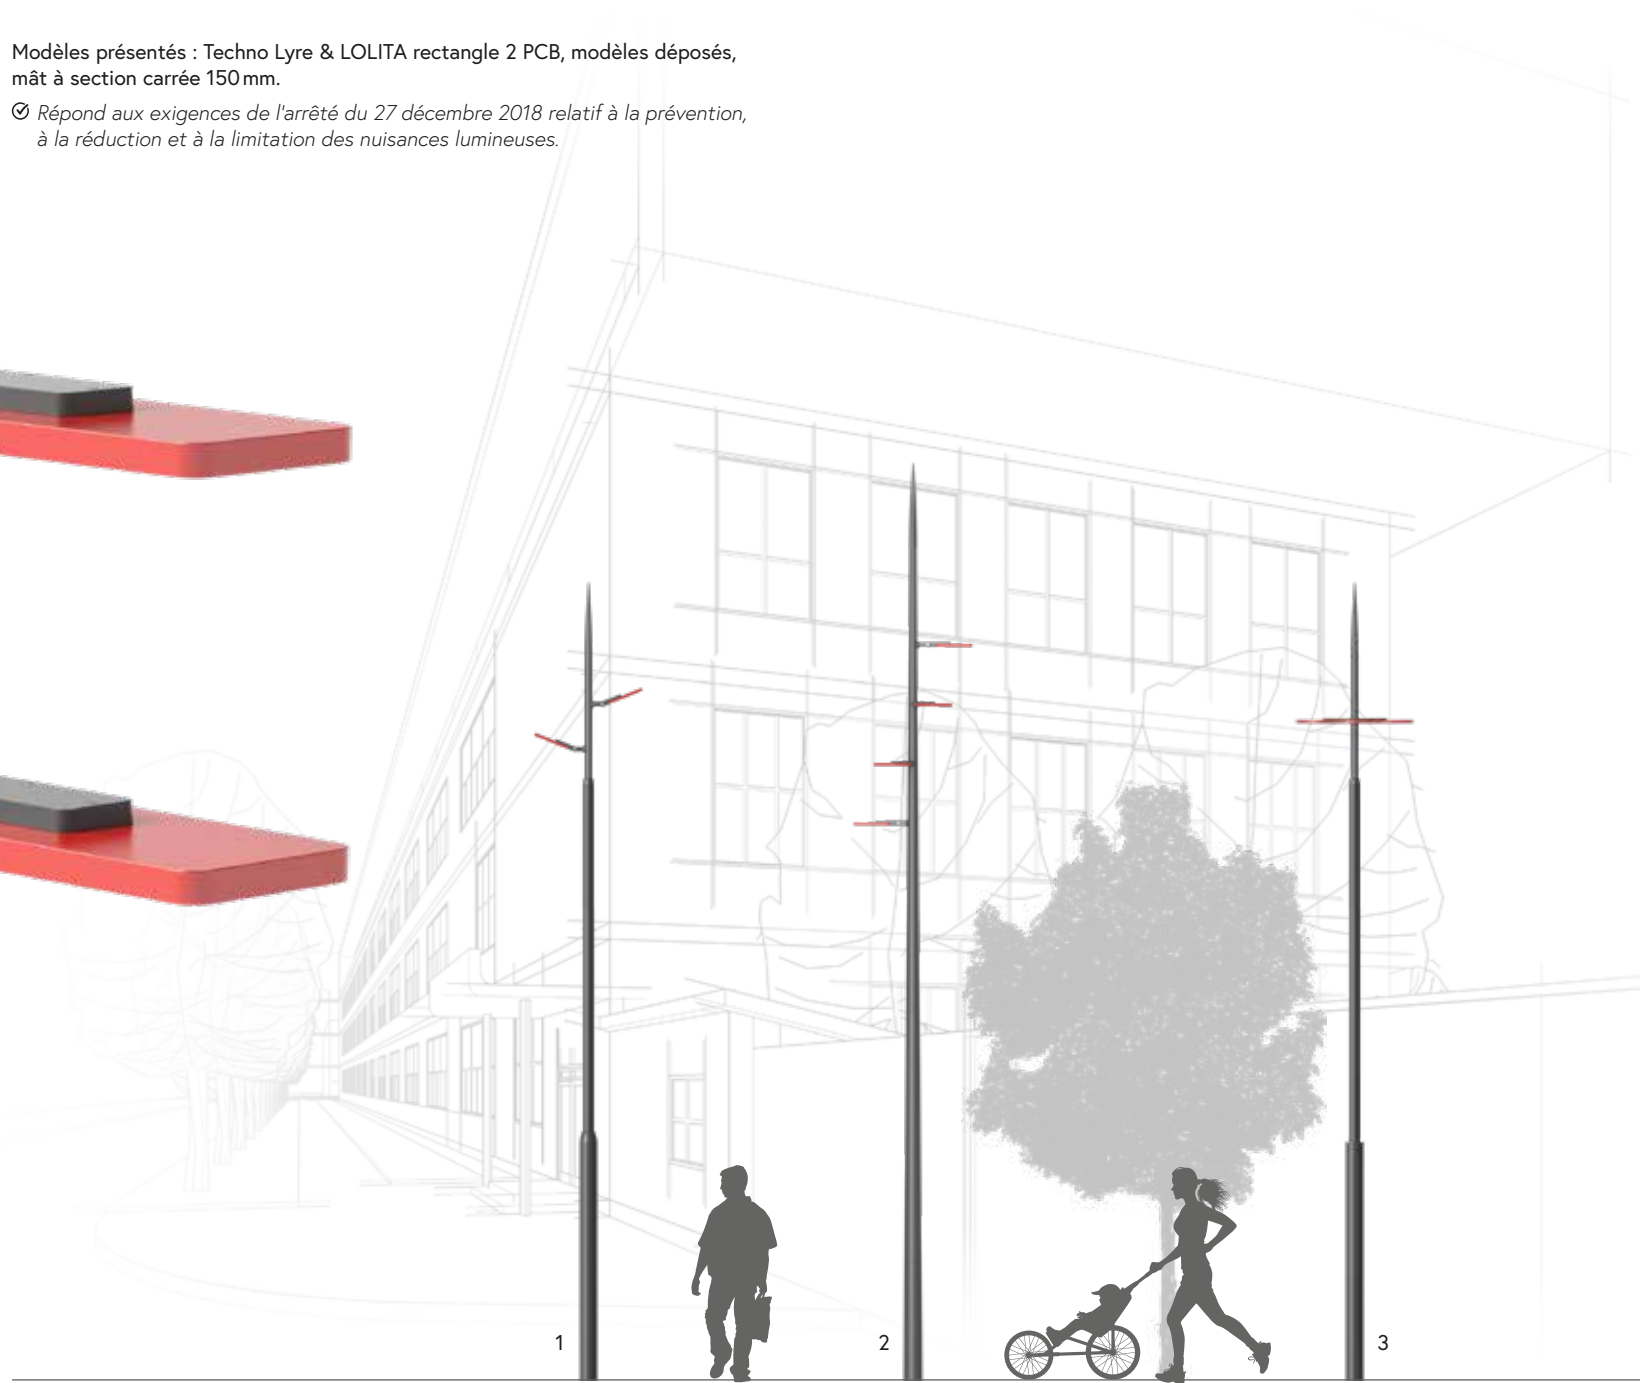 Modèles présentés : Techno Lyre & LOLITA rectangle 2 PCB, modèles déposés,
mât à section carrée 150 mm.
Répond aux exigences de l'arrêté du 27 décembre 2018 relatif à la prévention,
à la réduction et à la limitation des nuisances lumineuses.
1 2 3